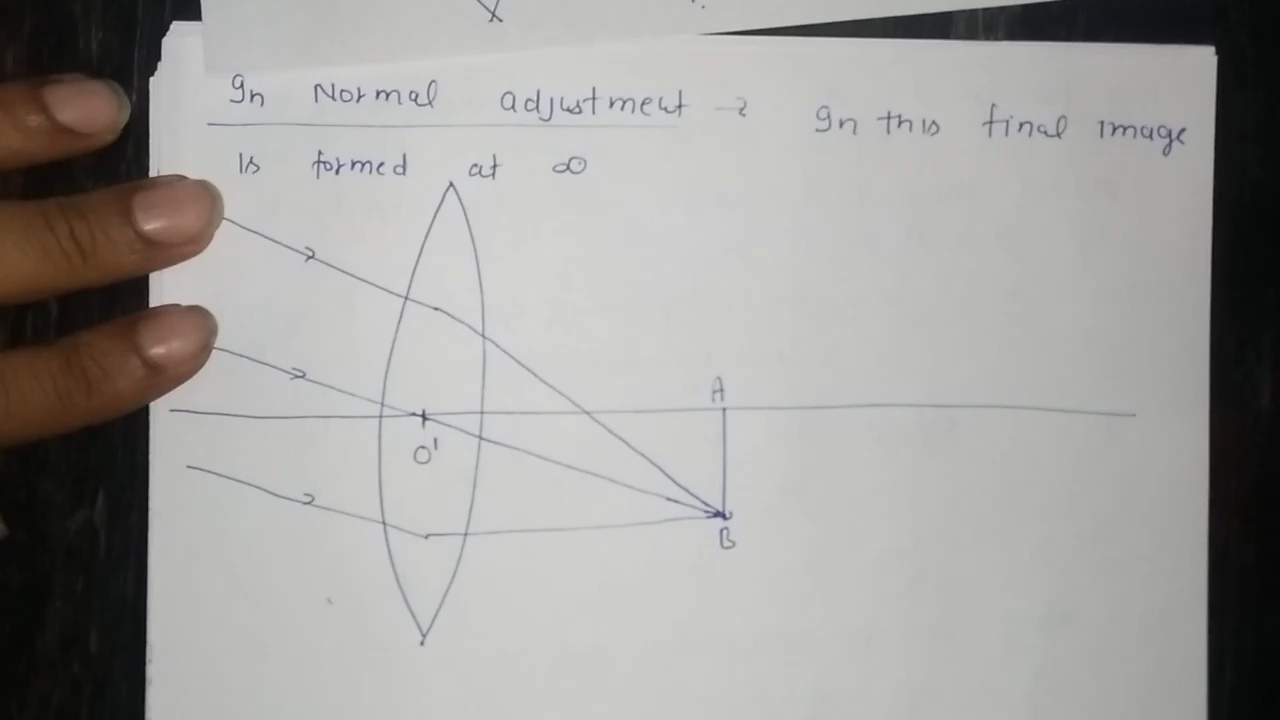 In Normal adjustment → In this final image
is formed at ∞
A
O'
B